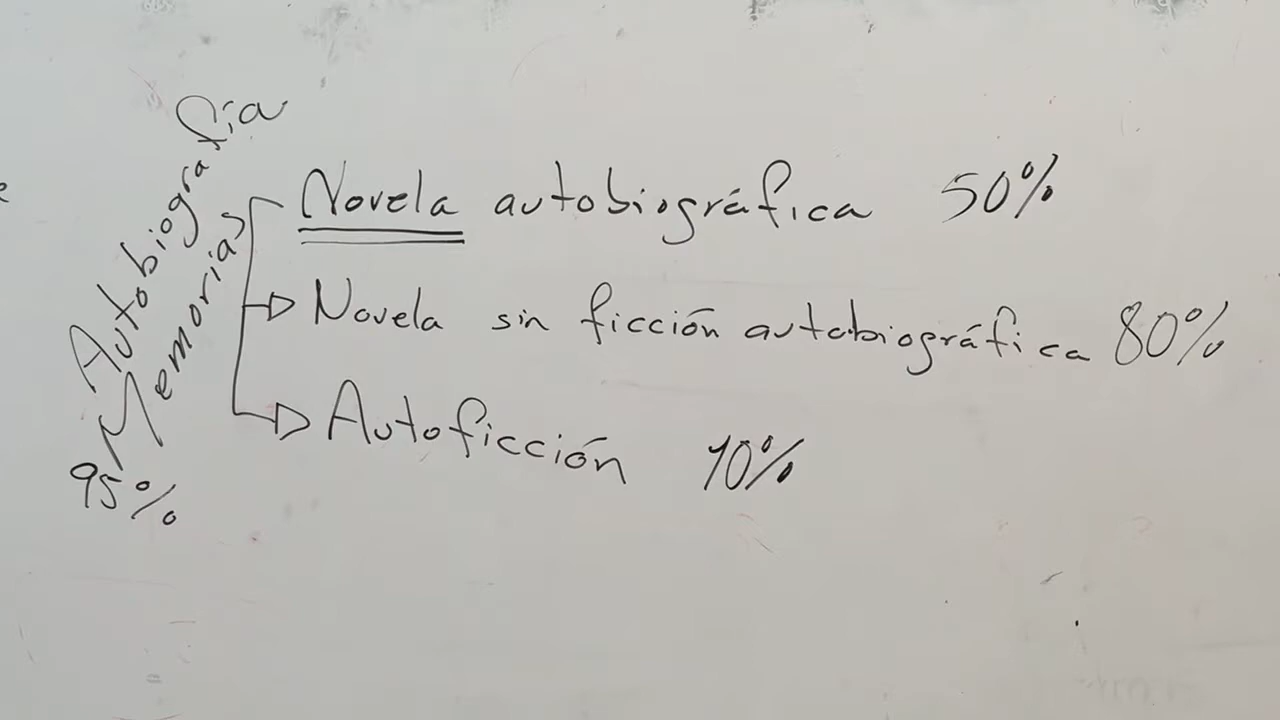 Autobiografía
Memorias
95%
Novela autobiográfica 50%
Novela sin ficción autobiográfica 80%
Autoficción 10%